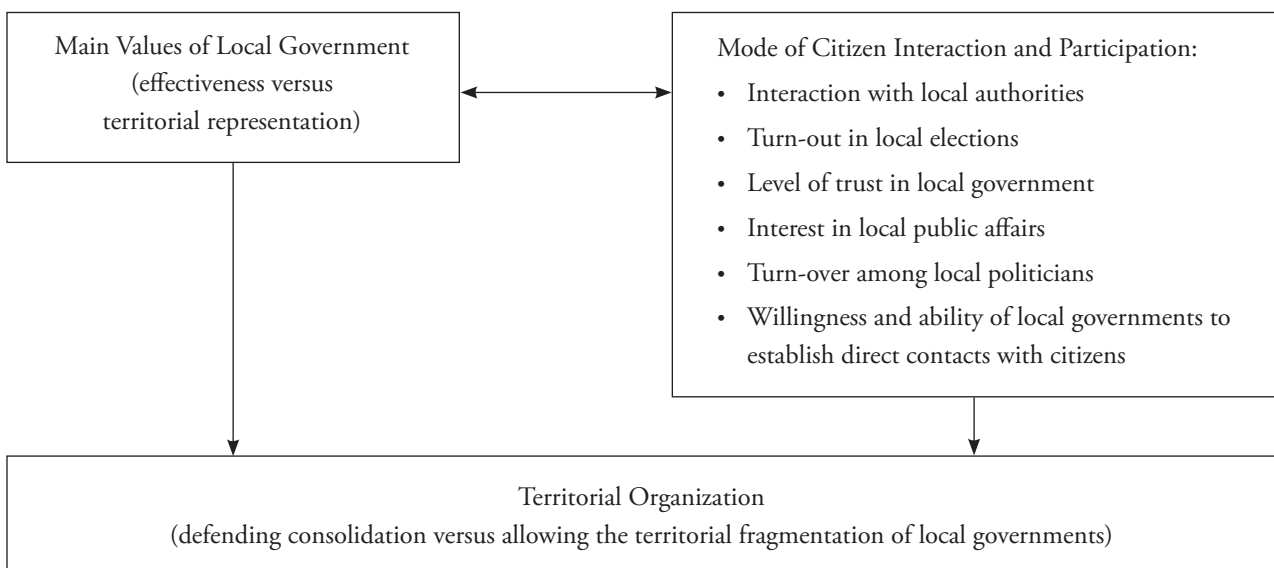 Main Values of Local Government
(effectiveness versus
territorial representation)
Mode of Citizen Interaction and Participation:
• Interaction with local authorities
• Turn-out in local elections
• Level of trust in local government
• Interest in local public affairs
• Turn-over among local politicians
• Willingness and ability of local governments to
establish direct contacts with citizens
Territorial Organization
(defending consolidation versus allowing the territorial fragmentation of local governments)